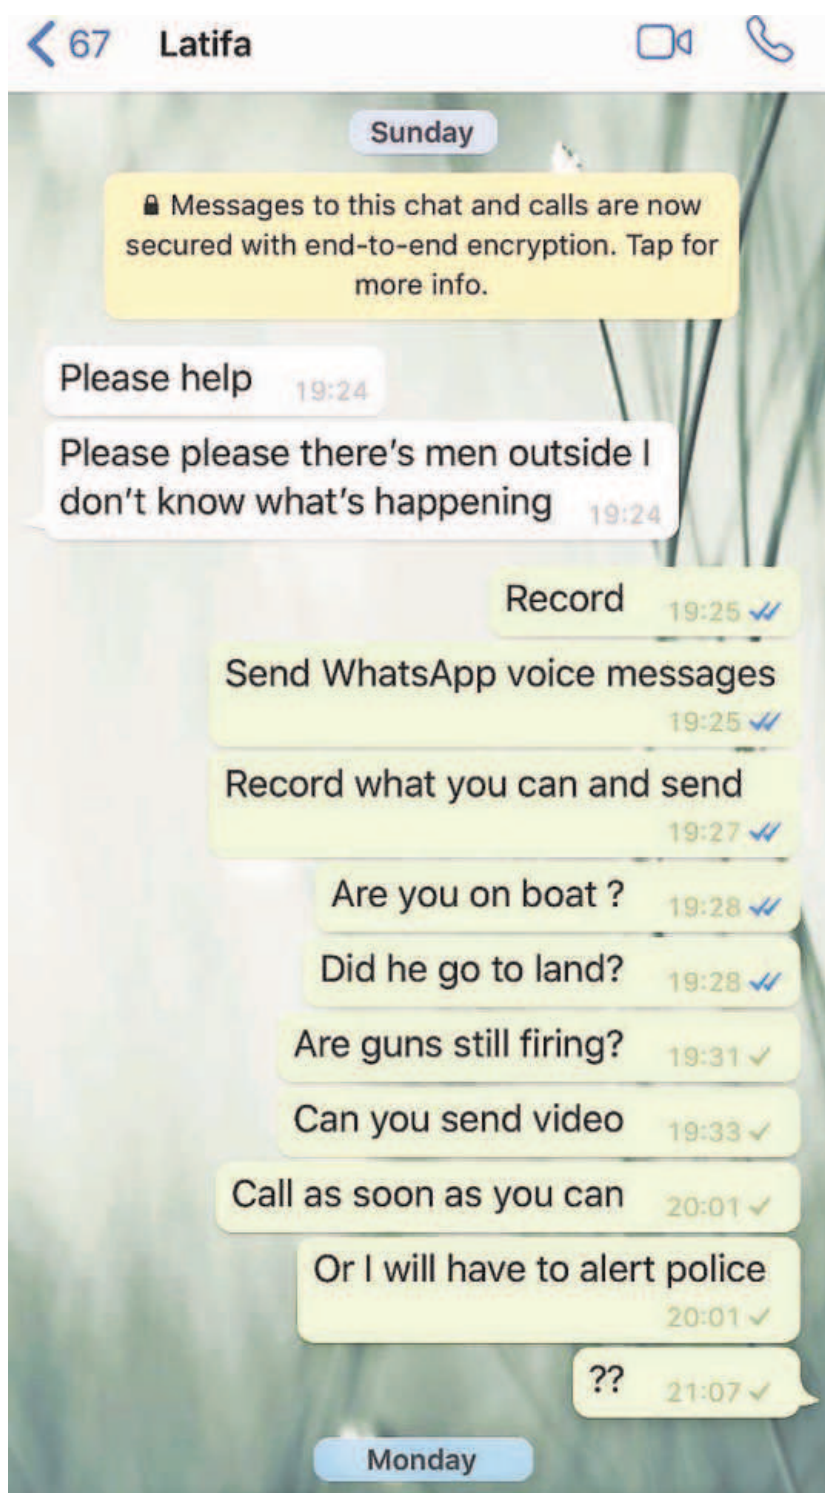 67 Latifa
Sunday
Messages to this chat and calls are now
secured with end-to-end encryption. Tap for
more info.
Please help 19:24
Please please there's men outside I
don't know what's happening 19:24
Record 19:25
Send WhatsApp voice messages
19:25
Record what you can and send
19:27
Are you on boat ? 19:28
Did he go to land? 19:28
Are guns still firing? 19:31
Can you send video 19:33
Call as soon as you can 20:01
Or I will have to alert police
20:01
?? 21:07
Monday